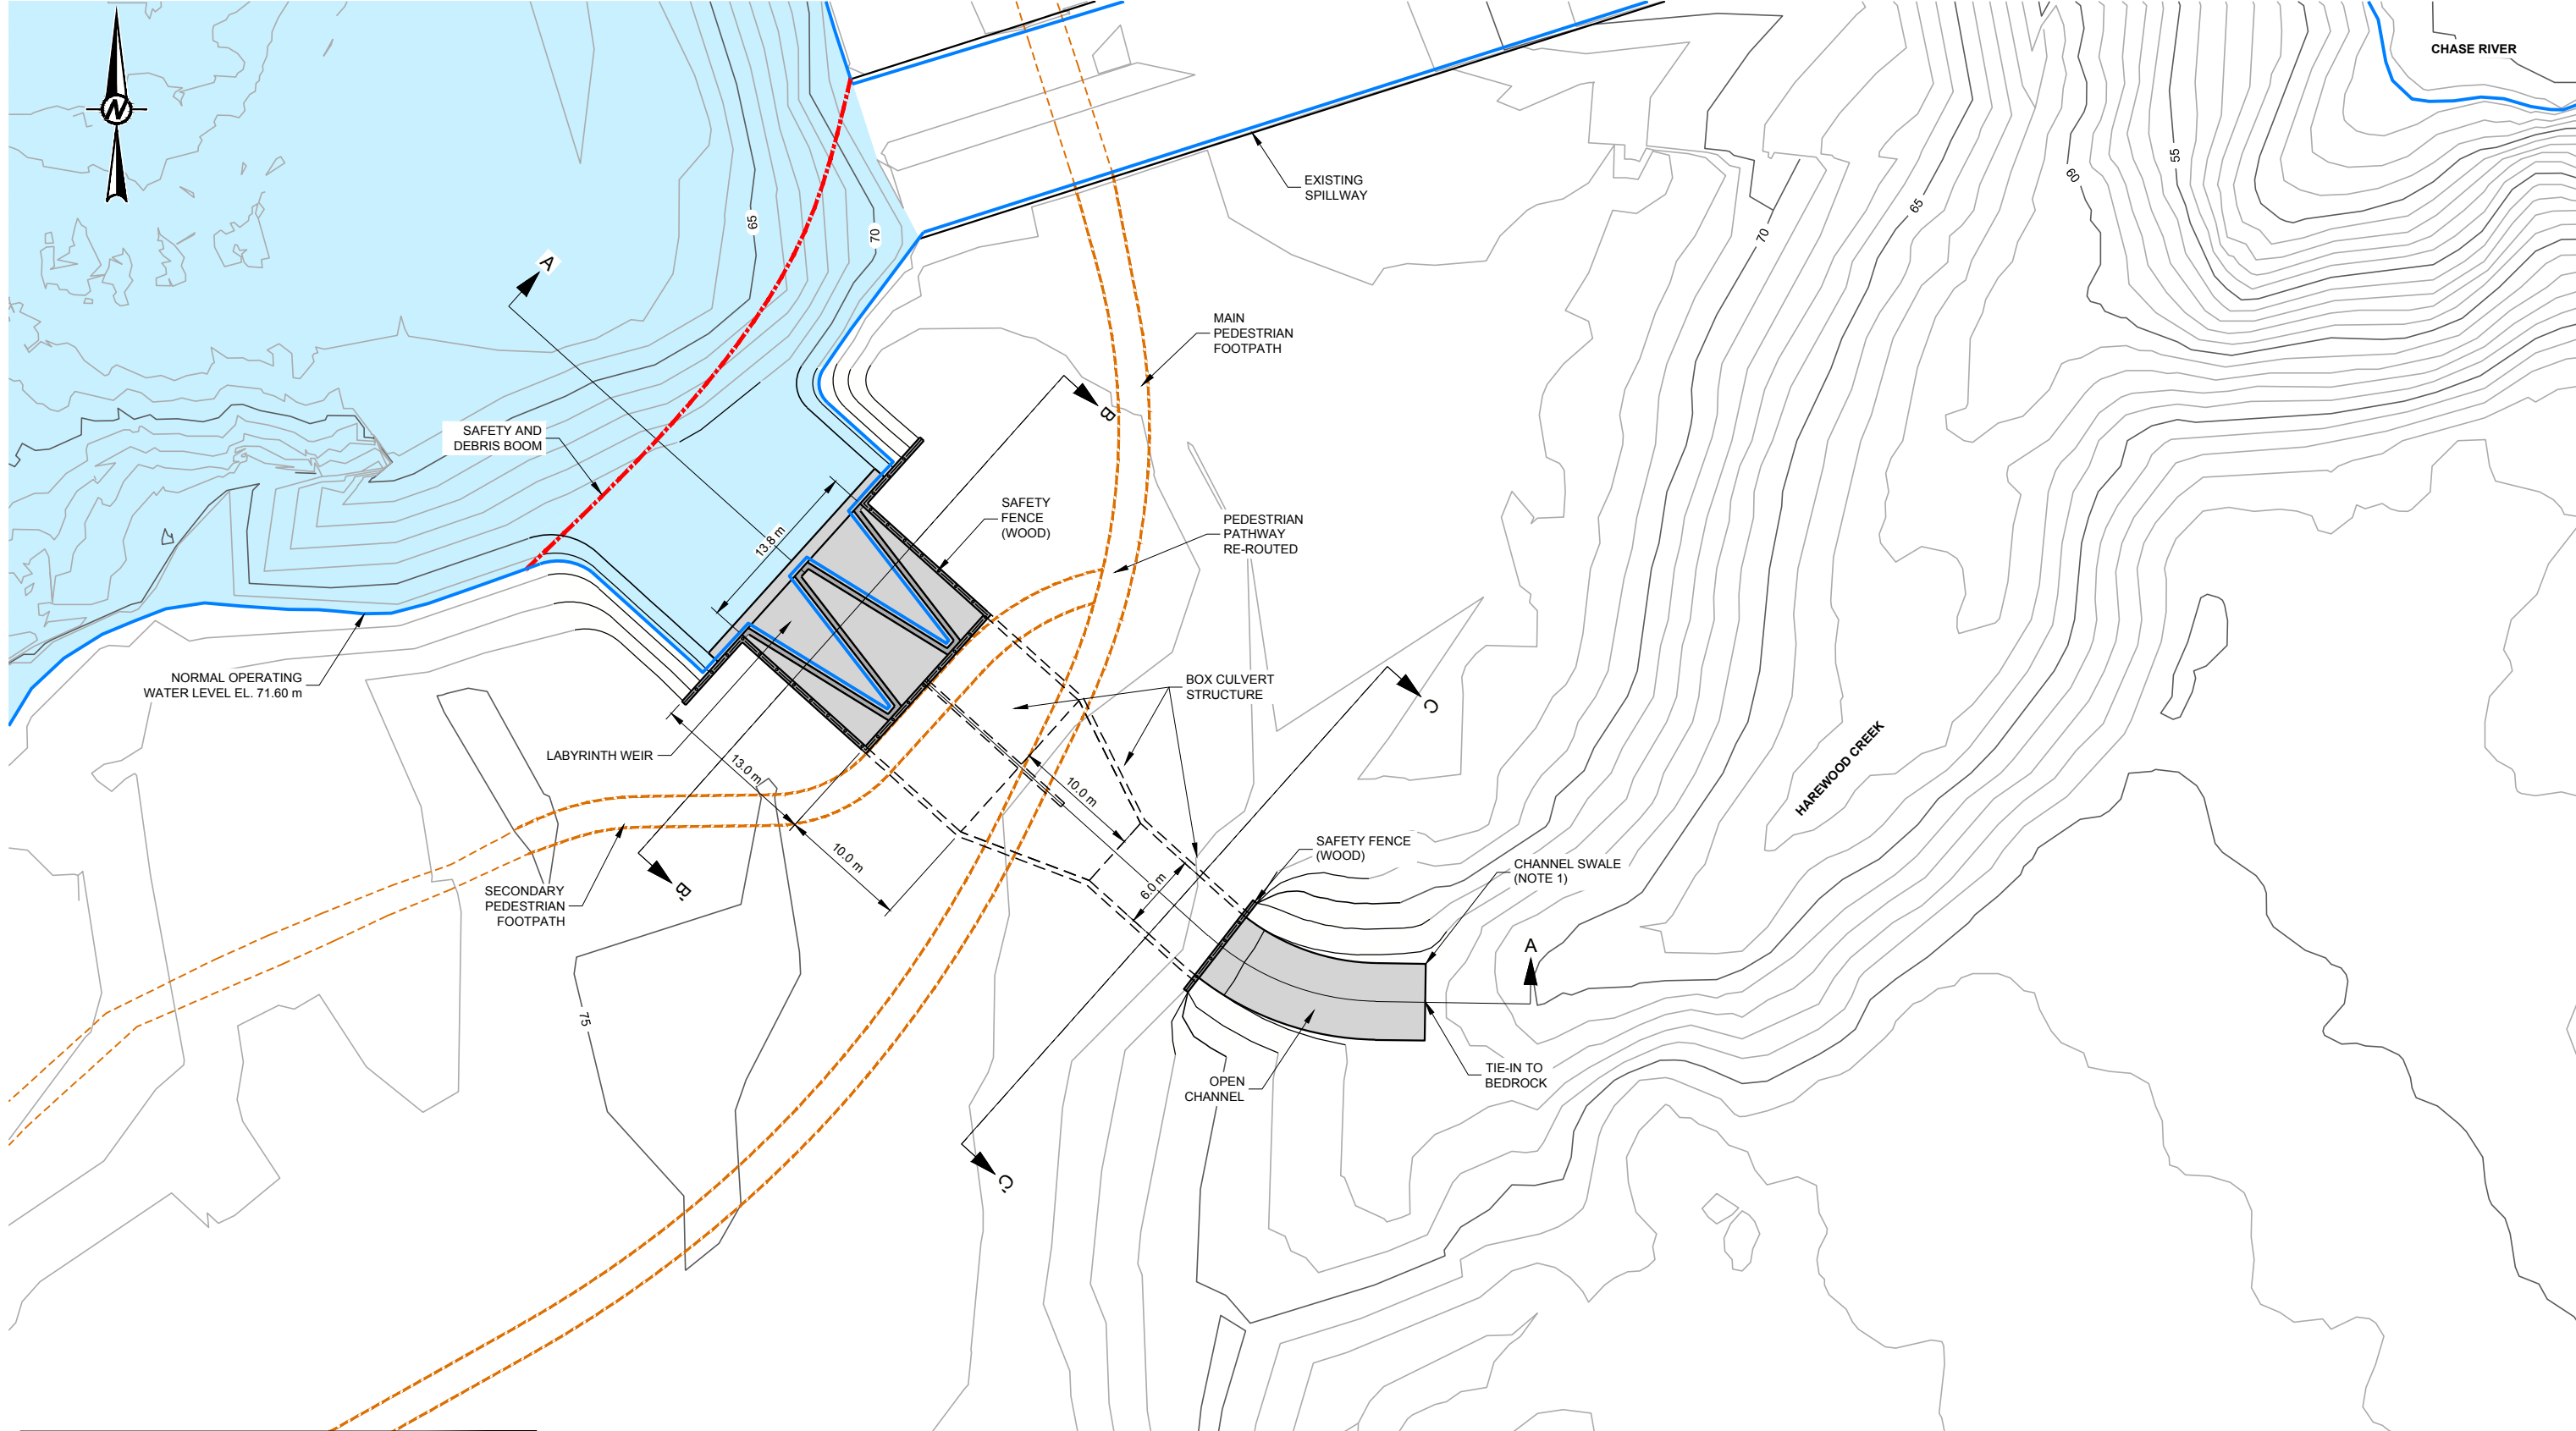 N
CHASE RIVER
EXISTING
SPILLWAY
55
60
65
70
65
70
A
MAIN
PEDESTRIAN
FOOTPATH
B
SAFETY AND
DEBRIS BOOM
SAFETY
FENCE
(WOOD)
13.8 m
PEDESTRIAN
PATHWAY
RE-ROUTED
NORMAL OPERATING
WATER LEVEL EL. 71.60 m
BOX CULVERT
STRUCTURE
C
LABYRINTH WEIR
13.0 m
10.0 m
HAREWOOD CREEK
10.0 m
SAFETY FENCE
(WOOD)
CHANNEL SWALE
(NOTE 1)
6.0 m
B'
SECONDARY
PEDESTRIAN
FOOTPATH
A
75
OPEN
CHANNEL
TIE-IN TO
BEDROCK
C'